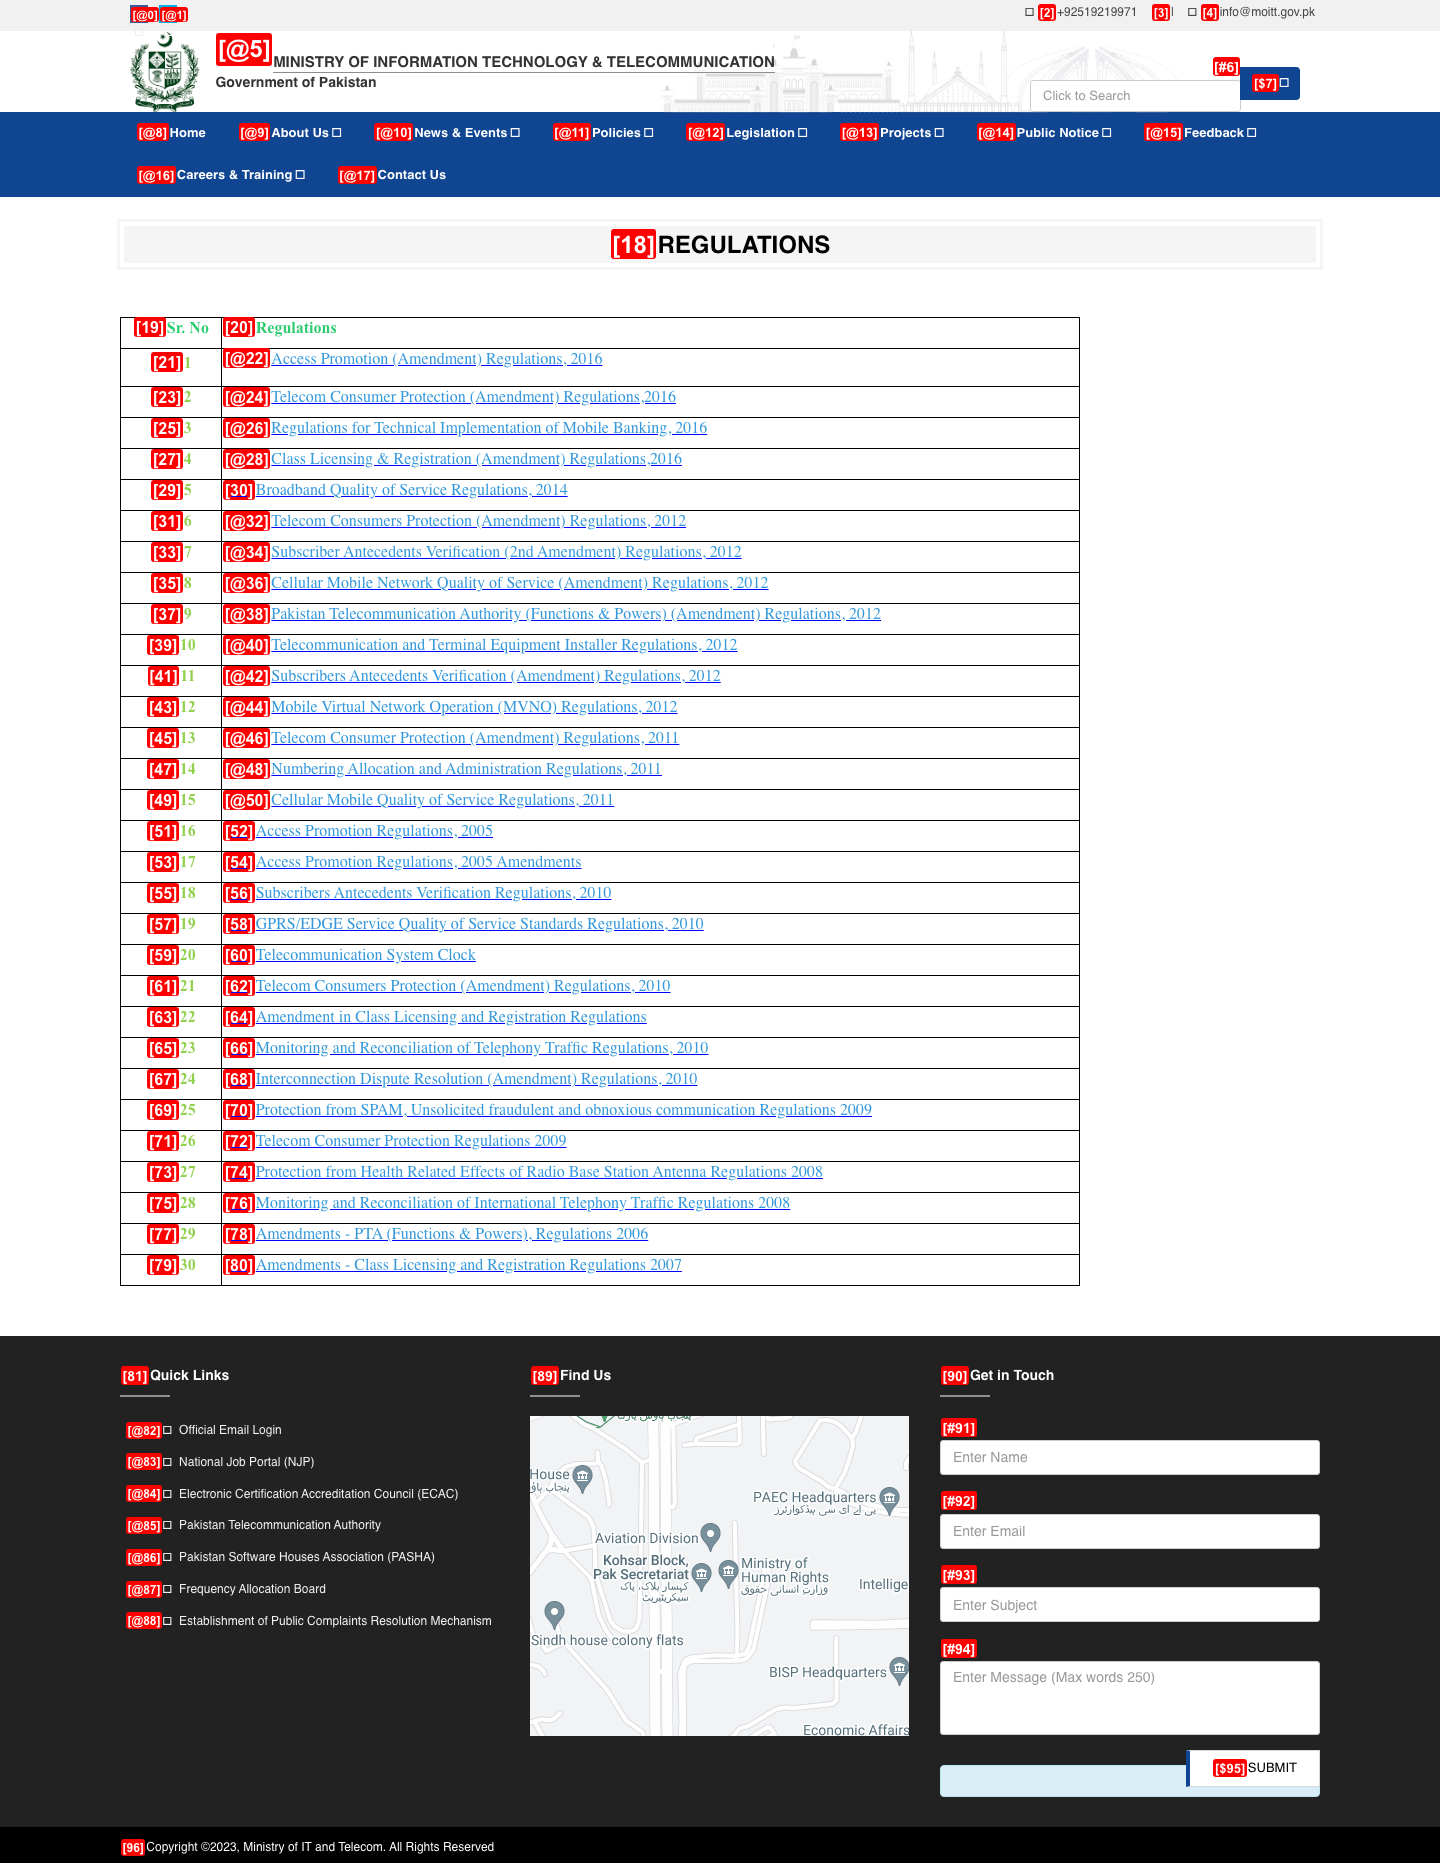 [@0] [@1] [2] +92519219971 [3] | [4] info@moitt.gov.pk
[@5] MINISTRY OF INFORMATION TECHNOLOGY & TELECOMMUNICATION
Government of Pakistan
[#6]
Click to Search [$7]
[@8] Home [@9] About Us [@10] News & Events [@11] Policies [@12] Legislation [@13] Projects [@14] Public Notice [@15] Feedback
[@16] Careers & Training [@17] Contact Us
[18] REGULATIONS
[19] Sr. No [20] Regulations
[21] 1 [@22] Access Promotion (Amendment) Regulations, 2016
[23] 2 [@24] Telecom Consumer Protection (Amendment) Regulations,2016
[25] 3 [@26] Regulations for Technical Implementation of Mobile Banking, 2016
[27] 4 [@28] Class Licensing & Registration (Amendment) Regulations,2016
[29] 5 [30] Broadband Quality of Service Regulations, 2014
[31] 6 [@32] Telecom Consumers Protection (Amendment) Regulations, 2012
[33] 7 [@34] Subscriber Antecedents Verification (2nd Amendment) Regulations, 2012
[35] 8 [@36] Cellular Mobile Network Quality of Service (Amendment) Regulations, 2012
[37] 9 [@38] Pakistan Telecommunication Authority (Functions & Powers) (Amendment) Regulations, 2012
[39] 10 [@40] Telecommunication and Terminal Equipment Installer Regulations, 2012
[41] 11 [@42] Subscribers Antecedents Verification (Amendment) Regulations, 2012
[43] 12 [@44] Mobile Virtual Network Operation (MVNO) Regulations, 2012
[45] 13 [@46] Telecom Consumer Protection (Amendment) Regulations, 2011
[47] 14 [@48] Numbering Allocation and Administration Regulations, 2011
[49] 15 [@50] Cellular Mobile Quality of Service Regulations, 2011
[51] 16 [52] Access Promotion Regulations, 2005
[53] 17 [54] Access Promotion Regulations, 2005 Amendments
[55] 18 [56] Subscribers Antecedents Verification Regulations, 2010
[57] 19 [58] GPRS/EDGE Service Quality of Service Standards Regulations, 2010
[59] 20 [60] Telecommunication System Clock
[61] 21 [62] Telecom Consumers Protection (Amendment) Regulations, 2010
[63] 22 [64] Amendment in Class Licensing and Registration Regulations
[65] 23 [66] Monitoring and Reconciliation of Telephony Traffic Regulations, 2010
[67] 24 [68] Interconnection Dispute Resolution (Amendment) Regulations, 2010
[69] 25 [70] Protection from SPAM, Unsolicited fraudulent and obnoxious communication Regulations 2009
[71] 26 [72] Telecom Consumer Protection Regulations 2009
[73] 27 [74] Protection from Health Related Effects of Radio Base Station Antenna Regulations 2008
[75] 28 [76] Monitoring and Reconciliation of International Telephony Traffic Regulations 2008
[77] 29 [78] Amendments - PTA (Functions & Powers), Regulations 2006
[79] 30 [80] Amendments - Class Licensing and Registration Regulations 2007
[81] Quick Links
[@82] Official Email Login
[@83] National Job Portal (NJP)
[@84] Electronic Certification Accreditation Council (ECAC)
[@85] Pakistan Telecommunication Authority
[@86] Pakistan Software Houses Association (PASHA)
[@87] Frequency Allocation Board
[@88] Establishment of Public Complaints Resolution Mechanism
[89] Find Us
House
PAEC Headquarters
پی اے ای سی ہیڈکوارٹرز
Aviation Division
Kohsar Block,
Pak Secretariat
کہسار بلاک، پاک
سیکریٹیریٹ
Ministry of
Human Rights
وزارت انسانی حقوق
Intellige
Sindh house colony flats
BISP Headquarters
Economic Affairs
[90] Get in Touch
[#91]
Enter Name
[#92]
Enter Email
[#93]
Enter Subject
[#94]
Enter Message (Max words 250)
[$95] SUBMIT
[96] Copyright ©2023, Ministry of IT and Telecom. All Rights Reserved